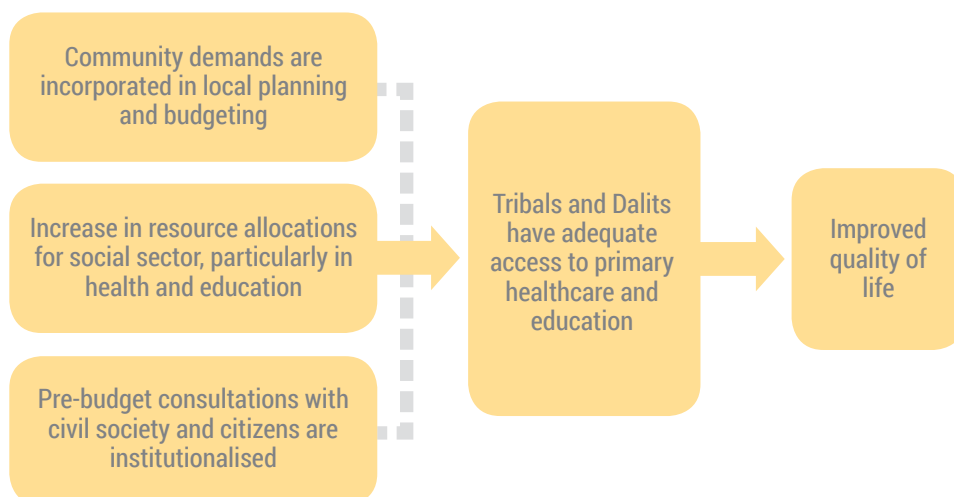 Community demands are
incorporated in local planning
and budgeting
Increase in resource allocations
for social sector, particularly in
health and education
Pre-budget consultations with
civil society and citizens are
institutionalised
Tribals and Dalits
have adequate
access to primary
healthcare and
education
Improved
quality of
life